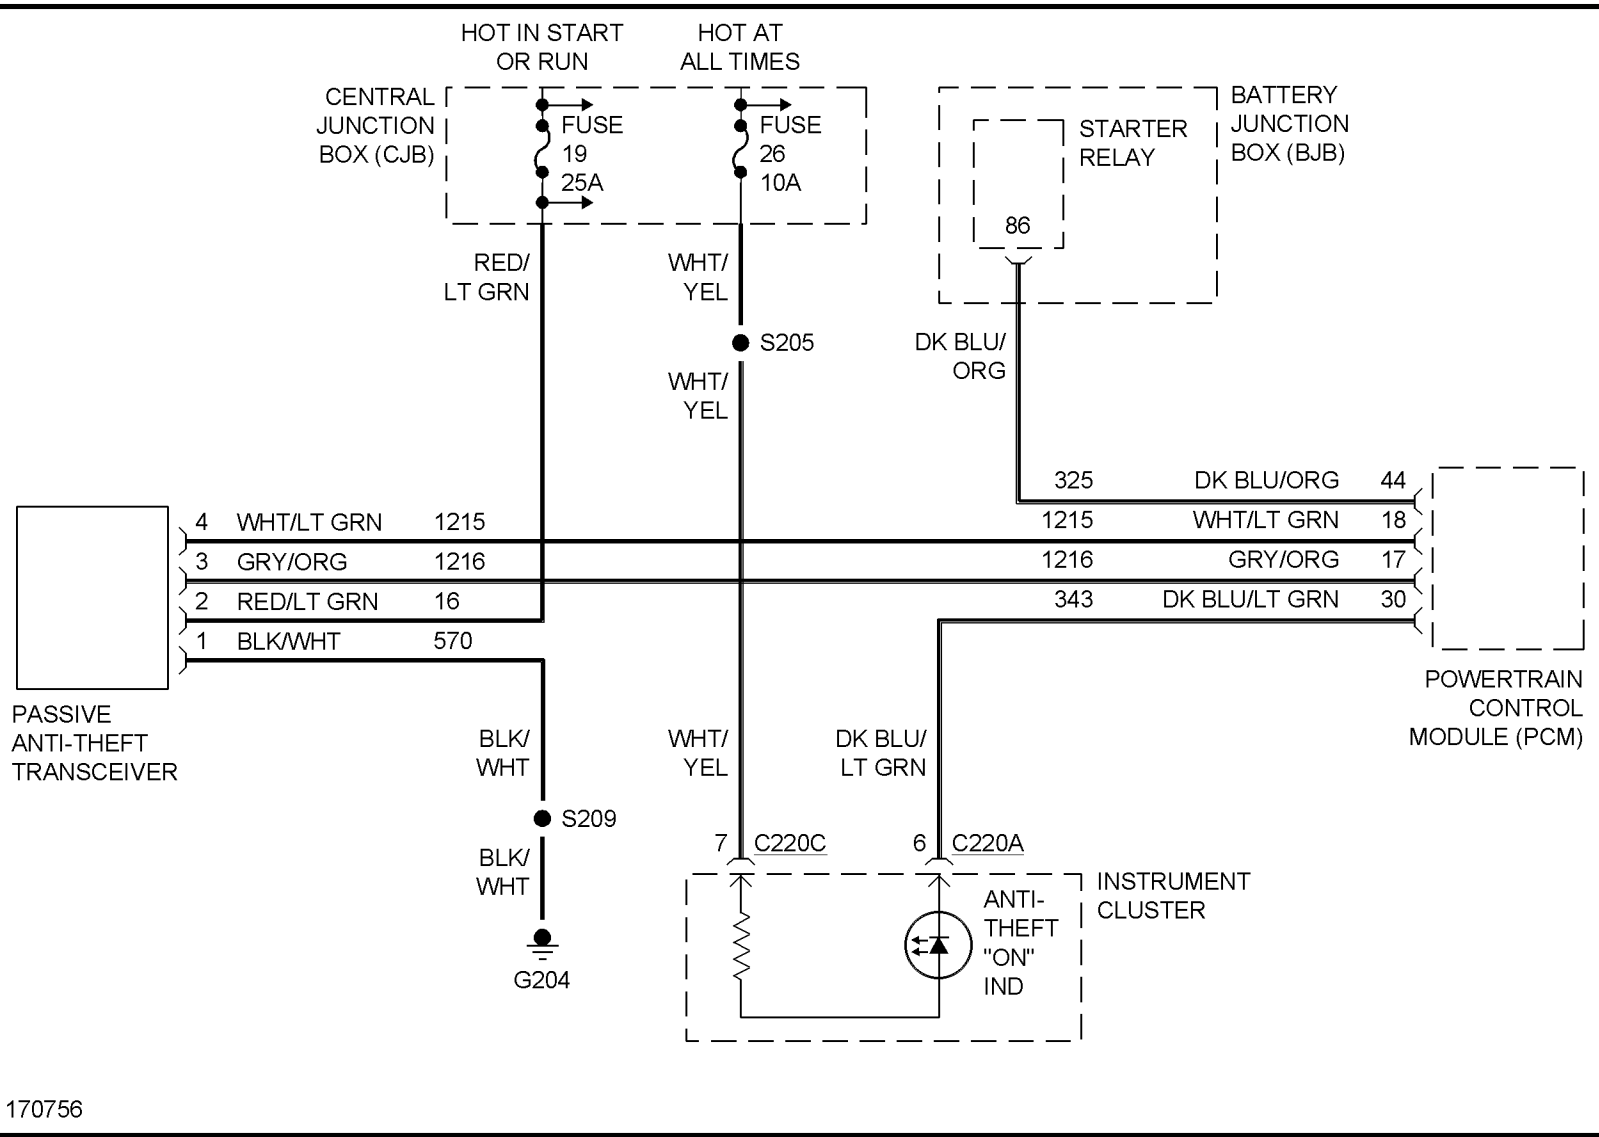 HOT IN START
OR RUN
HOT AT
ALL TIMES
CENTRAL
JUNCTION
BOX (CJB)
FUSE
19
25A
FUSE
26
10A
STARTER
RELAY
86
BATTERY
JUNCTION
BOX (BJB)
RED/
LT GRN
WHT/
YEL
S205
WHT/
YEL
DK BLU/
ORG
325 DK BLU/ORG 44
4 WHT/LT GRN 1215
1215 WHT/LT GRN 18
3 GRY/ORG 1216
1216 GRY/ORG 17
2 RED/LT GRN 16
343 DK BLU/LT GRN 30
1 BLK/WHT 570
PASSIVE
ANTI-THEFT
TRANSCEIVER
POWERTRAIN
CONTROL
MODULE (PCM)
BLK/
WHT
WHT/
YEL
DK BLU/
LT GRN
S209
BLK/
WHT
G204
7 C220C
6 C220A
ANTI-
THEFT
"ON"
IND
INSTRUMENT
CLUSTER
170756